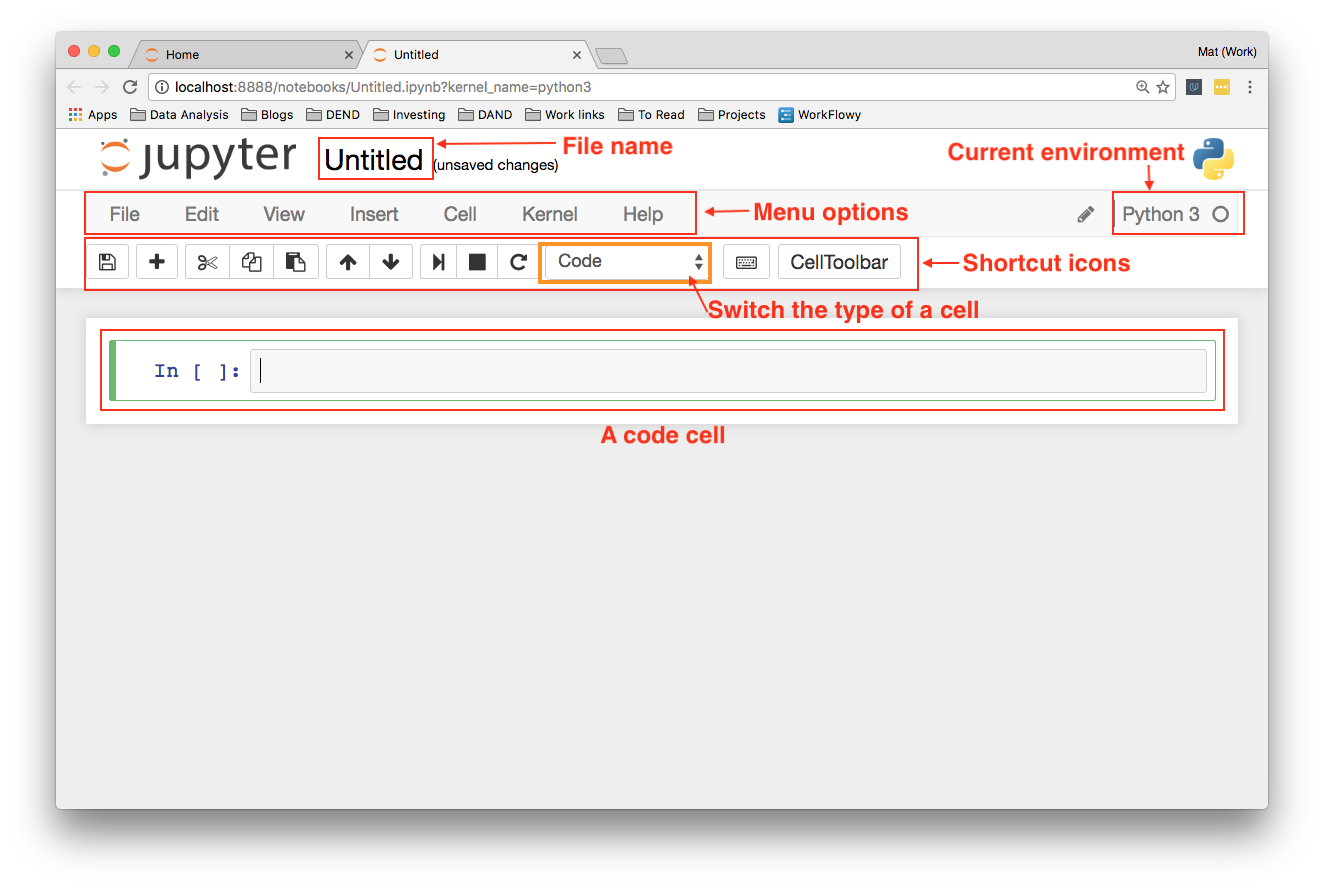 Home Untitled Mat (Work)
localhost:8888/notebooks/Untitled.ipynb?kernel_name=python3
Apps Data Analysis Blogs DEND Investing DAND Work links To Read Projects WorkFlowy
jupyter Untitled (unsaved changes) File name Current environment
File Edit View Insert Cell Kernel Help Menu options Python 3
Code CellToolbar Shortcut icons
Switch the type of a cell
In [ ]:
A code cell